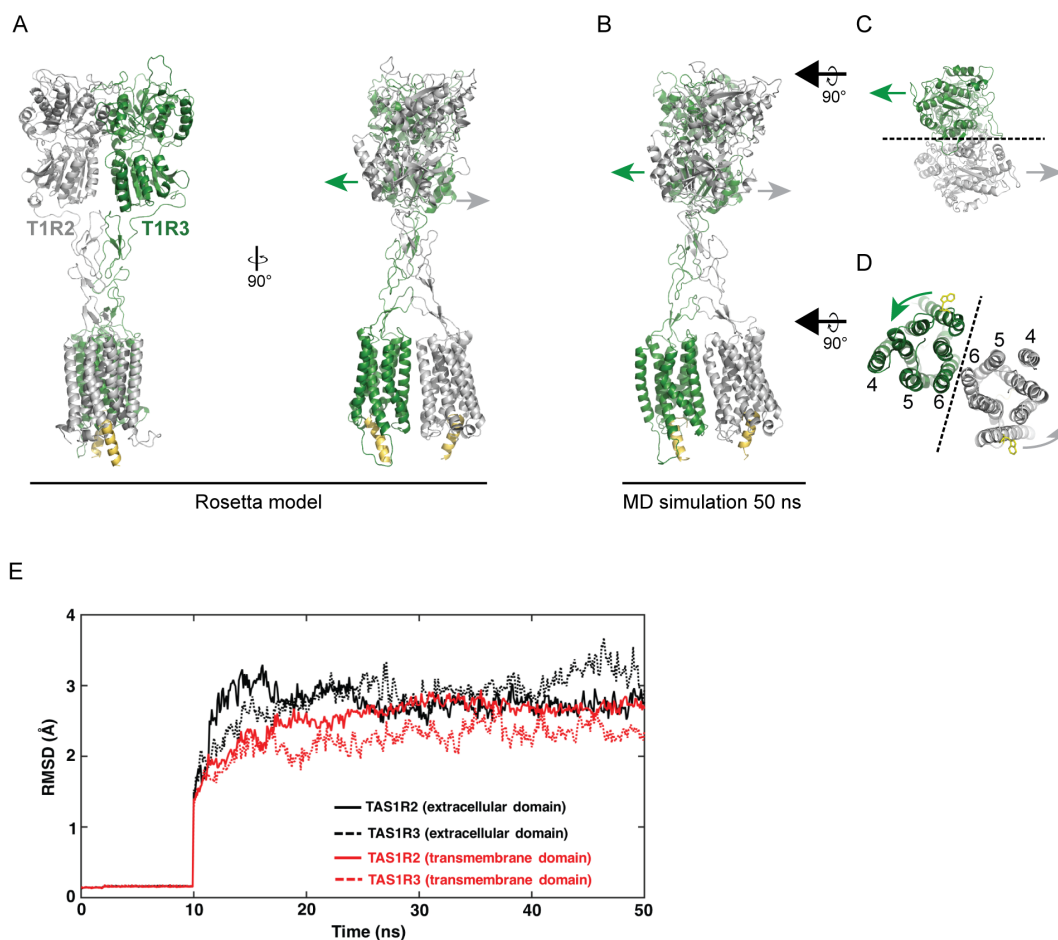 A
B
C
T1R2
T1R3
90°
90°
90°
90°
D
4
5
6
6
5
4
Rosetta model
MD simulation 50 ns
E
4
3
2
1
0
RMSD (Å)
TAS1R2 (extracellular domain)
TAS1R3 (extracellular domain)
TAS1R2 (transmembrane domain)
TAS1R3 (transmembrane domain)
0 10 20 30 40 50
Time (ns)